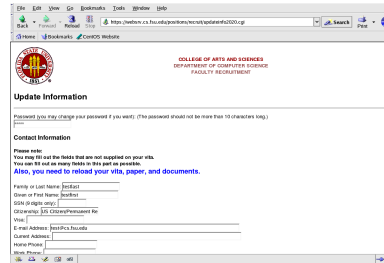 File Edit View Go Bookmarks Tools Window Help
Back Forward Reload Stop https://websrv.cs.fsu.edu/positions/recruit/updateinfo2020.cgi Search Print
Home Bookmarks CentOS Website
COLLEGE OF ARTS AND SCIENCES
DEPARTMENT OF COMPUTER SCIENCE
FACULTY RECRUITMENT
Update Information
Password (you may change your password if you want): (The password should not be more than 10 characters long.)
*****
Contact Information
Please note:
You may fill out the fields that are not supplied on your vita.
You can fill out as many fields in this part as possible.
Also, you need to reload your vita, paper, and documents.
Family or Last Name: testlast
Given or First Name: testfirst
SSN (9 digits only):
Citizenship: US Citizen/Permanent Re
Visa:
E-mail Address: test@cs.fsu.edu
Current Address:
Home Phone:
Work Phone: